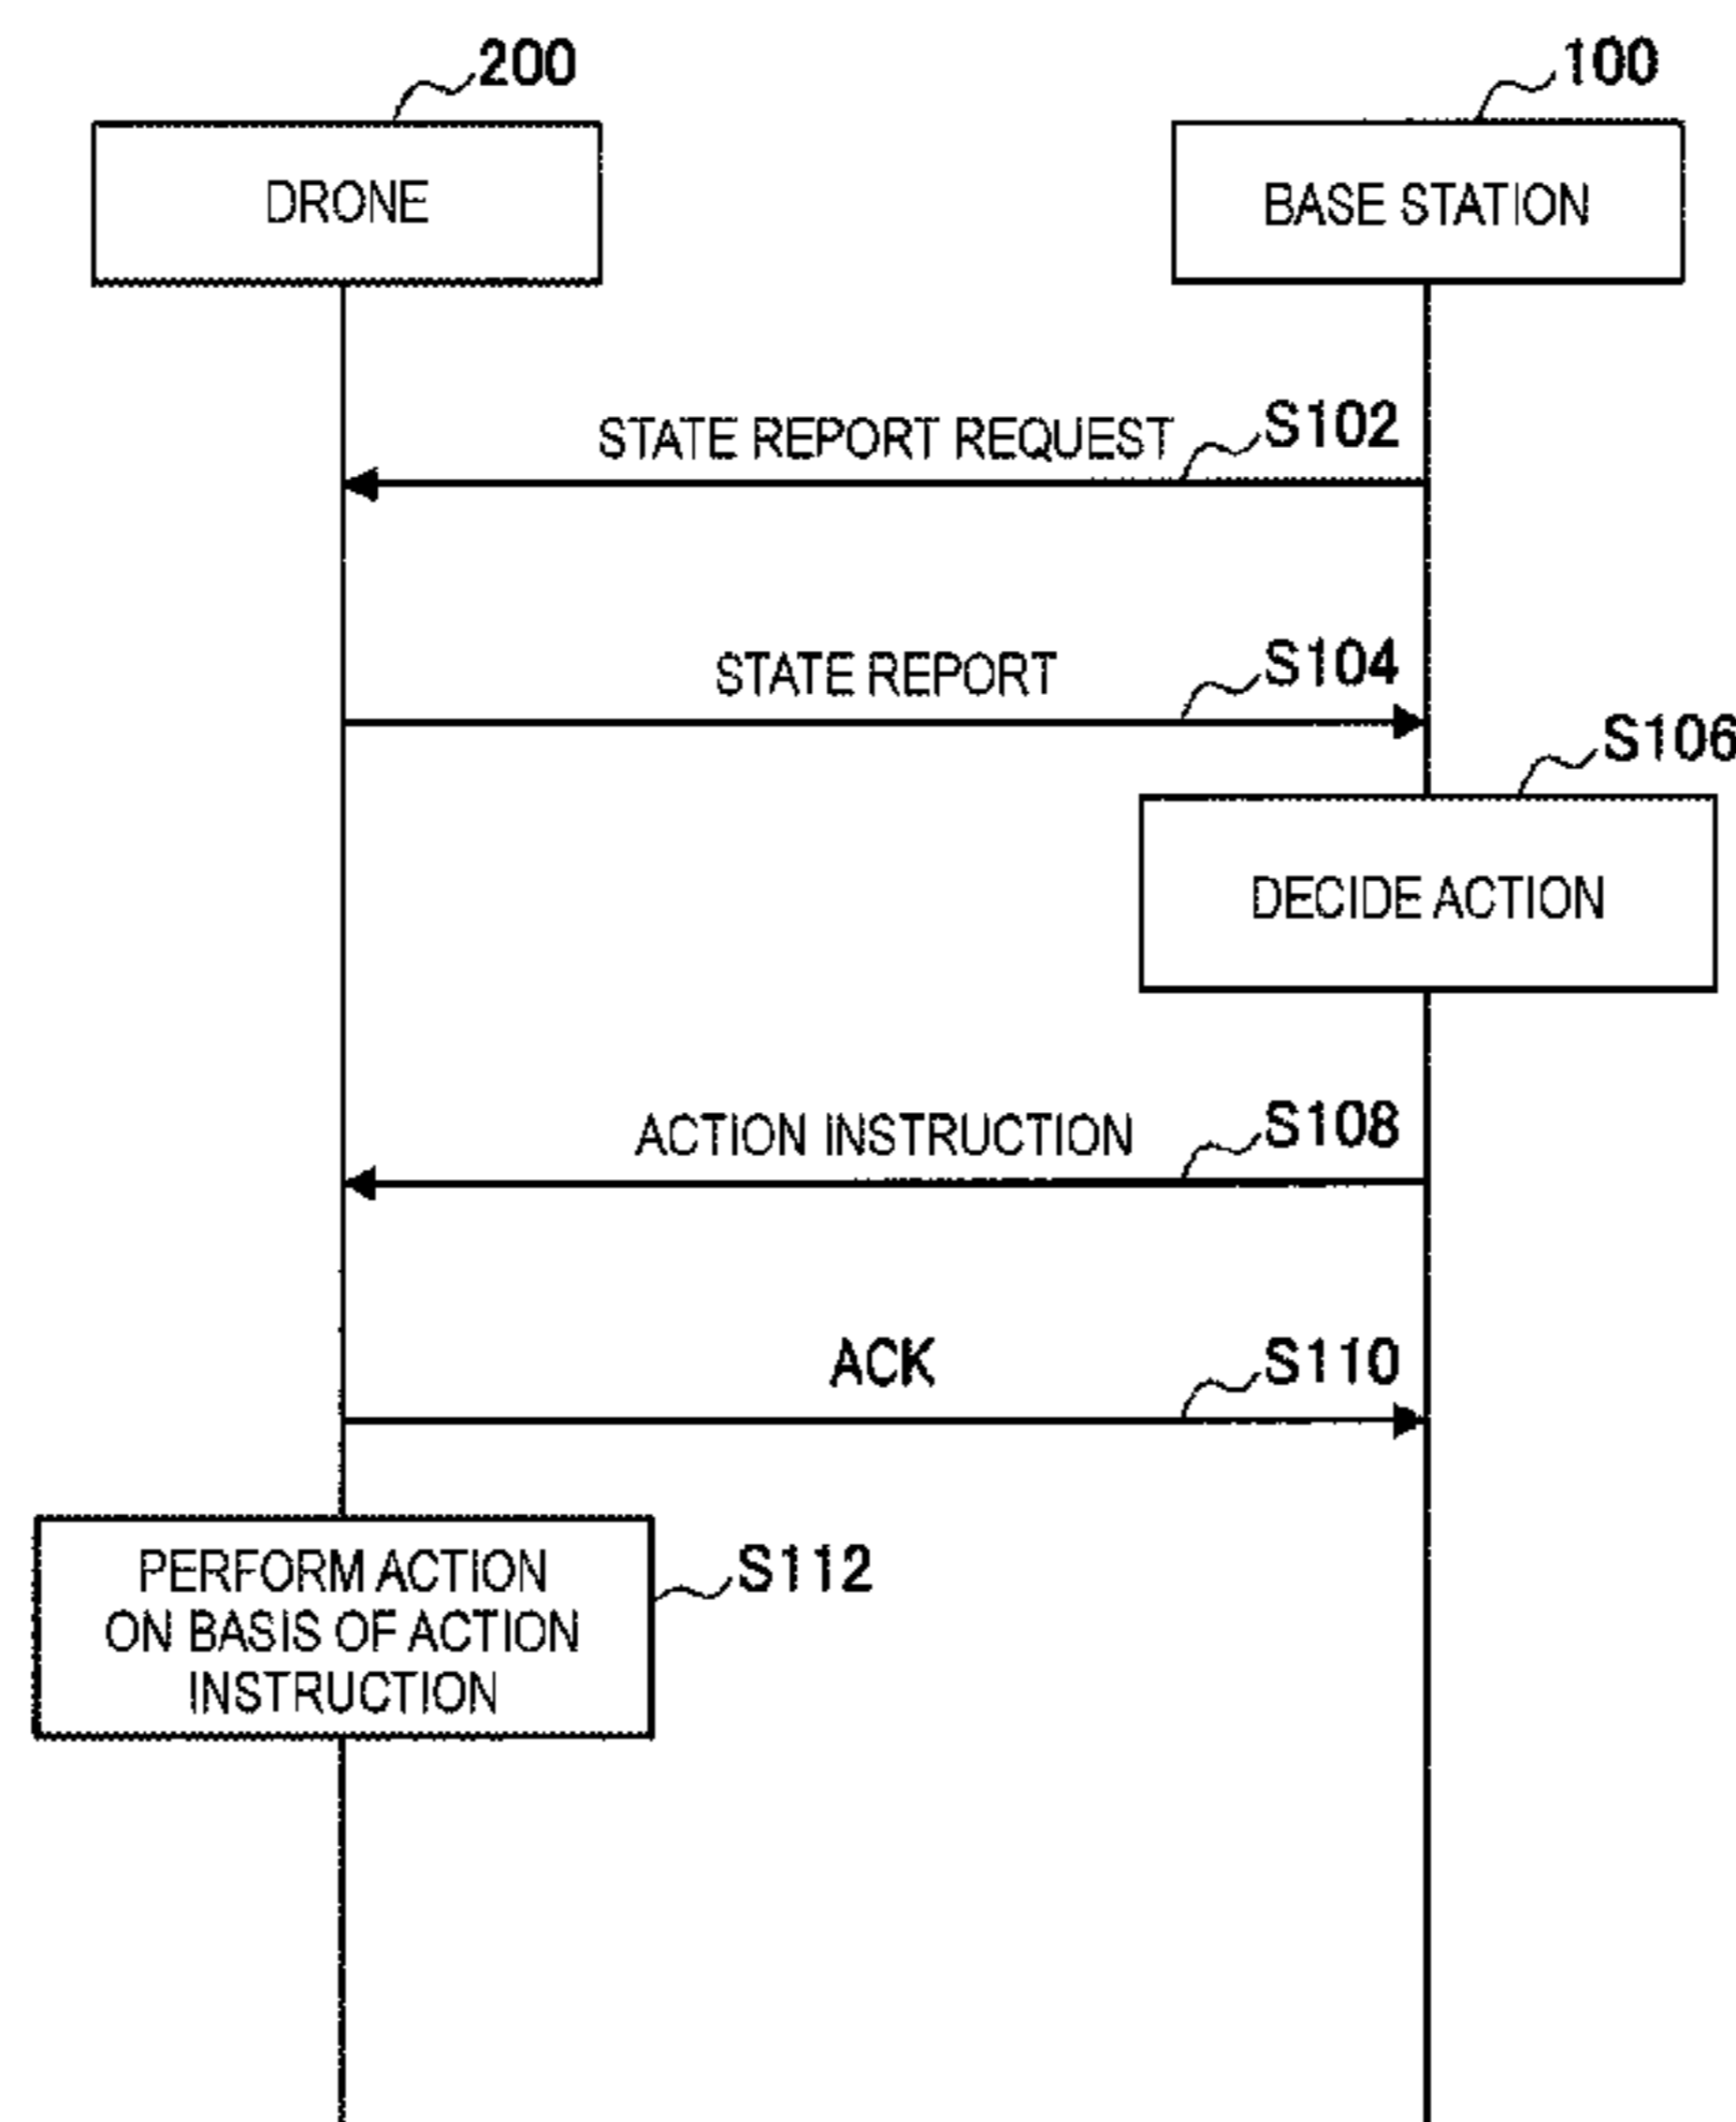 200
100
DRONE
BASE STATION
STATE REPORT REQUEST
S102
STATE REPORT
S104
S106
DECIDE ACTION
ACTION INSTRUCTION
S108
ACK
S110
PERFORM ACTION
ON BASIS OF ACTION
INSTRUCTION
S112